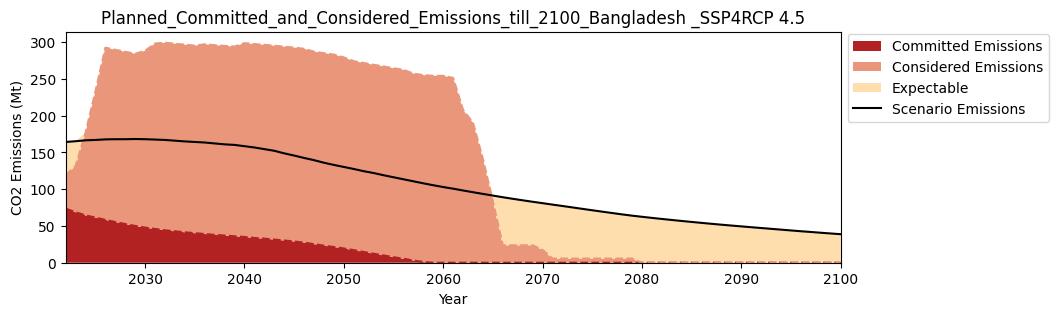 Planned_Committed_and_Considered_Emissions_till_2100_Bangladesh _SSP4RCP 4.5
Committed Emissions
Considered Emissions
Expectable
Scenario Emissions
CO2 Emissions (Mt)
300
250
200
150
100
50
0
2030 2040 2050 2060 2070 2080 2090 2100
Year